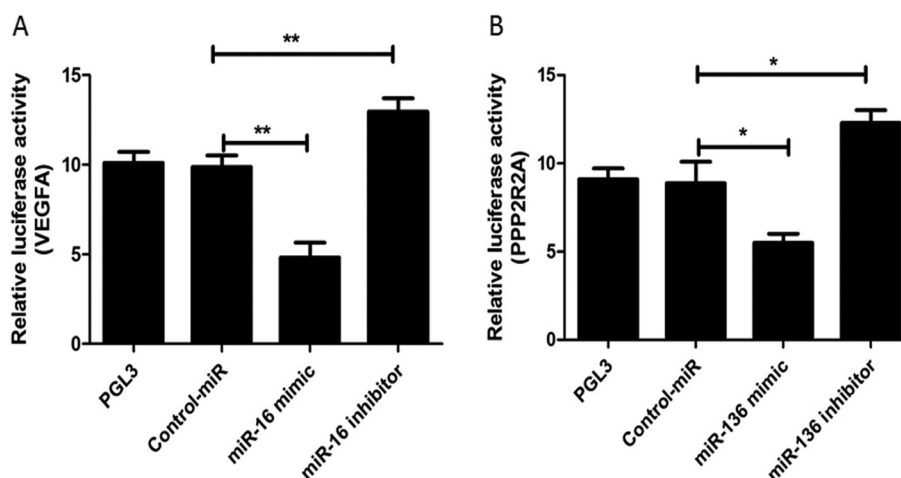 A
**
**
15
10
5
0
Relative luciferase activity
(VEGFA)
PGL3
Control-miR
miR-16 mimic
miR-16 inhibitor
B
*
*
15
10
5
0
Relative luciferase activity
(PPP2R2A)
PGL3
Control-miR
miR-136 mimic
miR-136 inhibitor